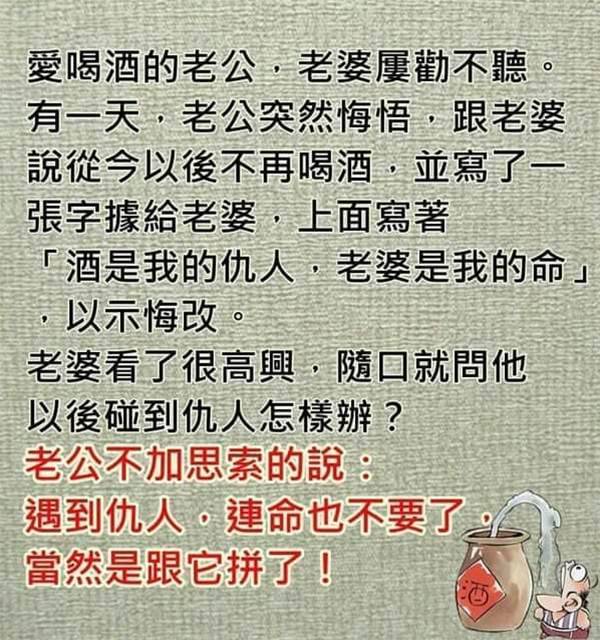 愛喝酒的老公，老婆屢勸不聽。
有一天，老公突然悔悟，跟老婆
說從今以後不再喝酒，並寫了一
張字據給老婆，上面寫著
「酒是我的仇人，老婆是我的命」
，以示悔改。
老婆看了很高興，隨口就問他
以後碰到仇人怎樣辦？
老公不加思索的說：
遇到仇人，連命也不要了，
當然是跟它拼了！
酒